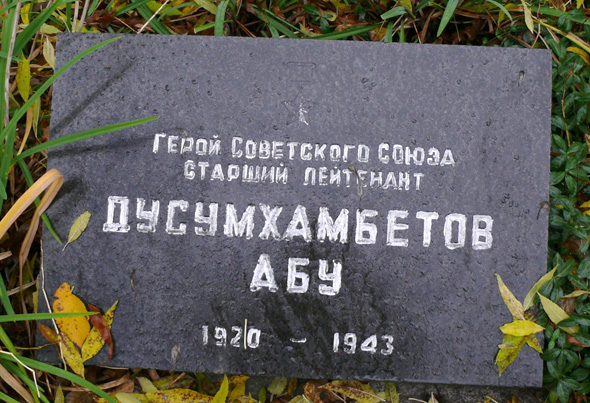 ГЕРОЙ СОВЕТСКОГО СОЮЗА
СТАРШИЙ ЛЕЙТЕНАНТ
ДУСУМХАМБЕТОВ
АБУ
1920 – 1943